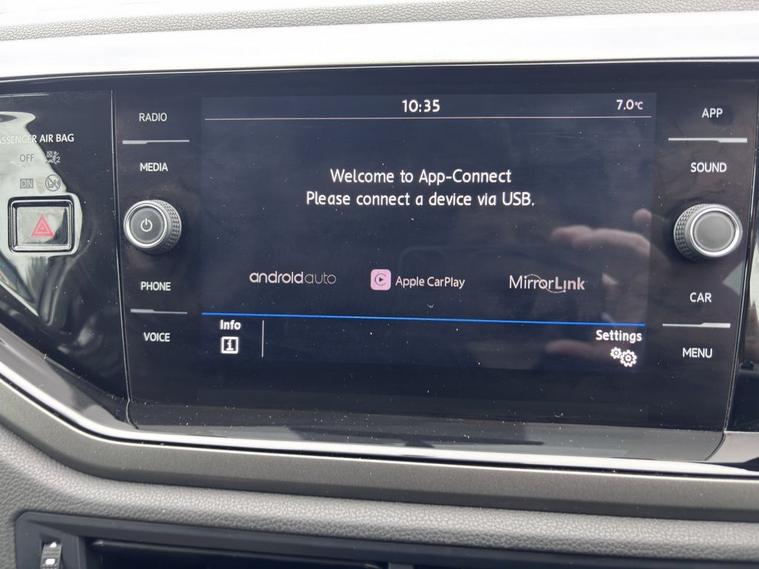 10:35
7.0°C
RADIO
MEDIA
PHONE
VOICE
APP
SOUND
CAR
MENU
PASSENGER AIR BAG
OFF
ON
Welcome to App-Connect
Please connect a device via USB.
androidauto
Apple CarPlay
MirrorLink
Info
Settings